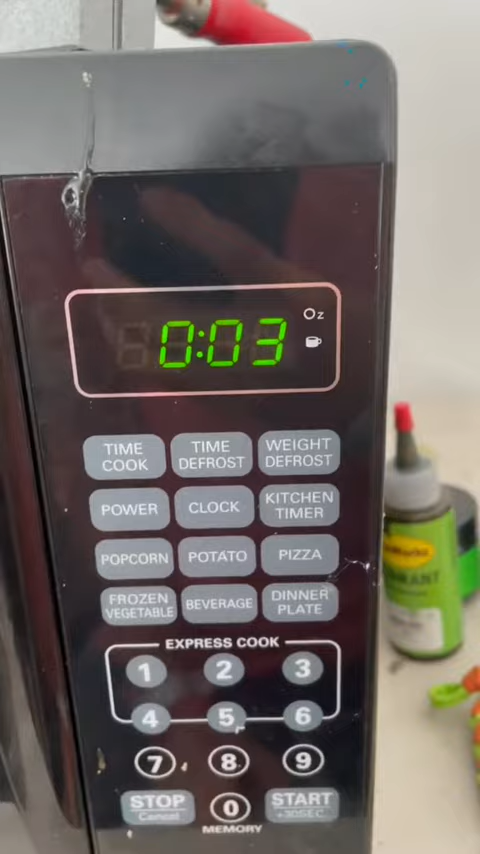 0:03
Oz
TIME
COOK
TIME
DEFROST
WEIGHT
DEFROST
POWER
CLOCK
KITCHEN
TIMER
POPCORN
POTATO
PIZZA
FROZEN
VEGETABLE
BEVERAGE
DINNER
PLATE
EXPRESS COOK
1 2 3
4 5 6
7 8 9
STOP
Cancel
0
START
+30SEC.
MEMORY